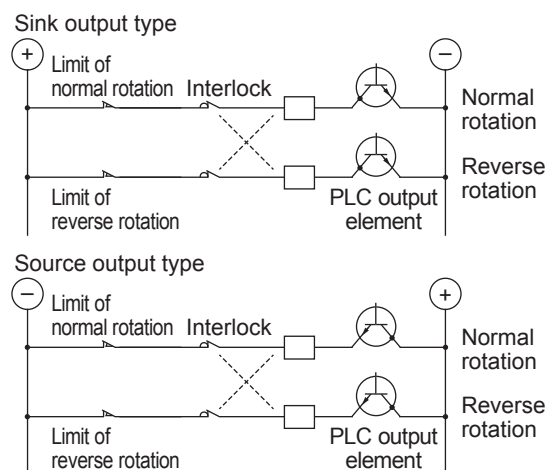 Sink output type
+
−
Limit of
normal rotation
Interlock
Normal
rotation
Limit of
reverse rotation
PLC output
element
Reverse
rotation
Source output type
−
+
Limit of
normal rotation
Interlock
Normal
rotation
Limit of
reverse rotation
PLC output
element
Reverse
rotation